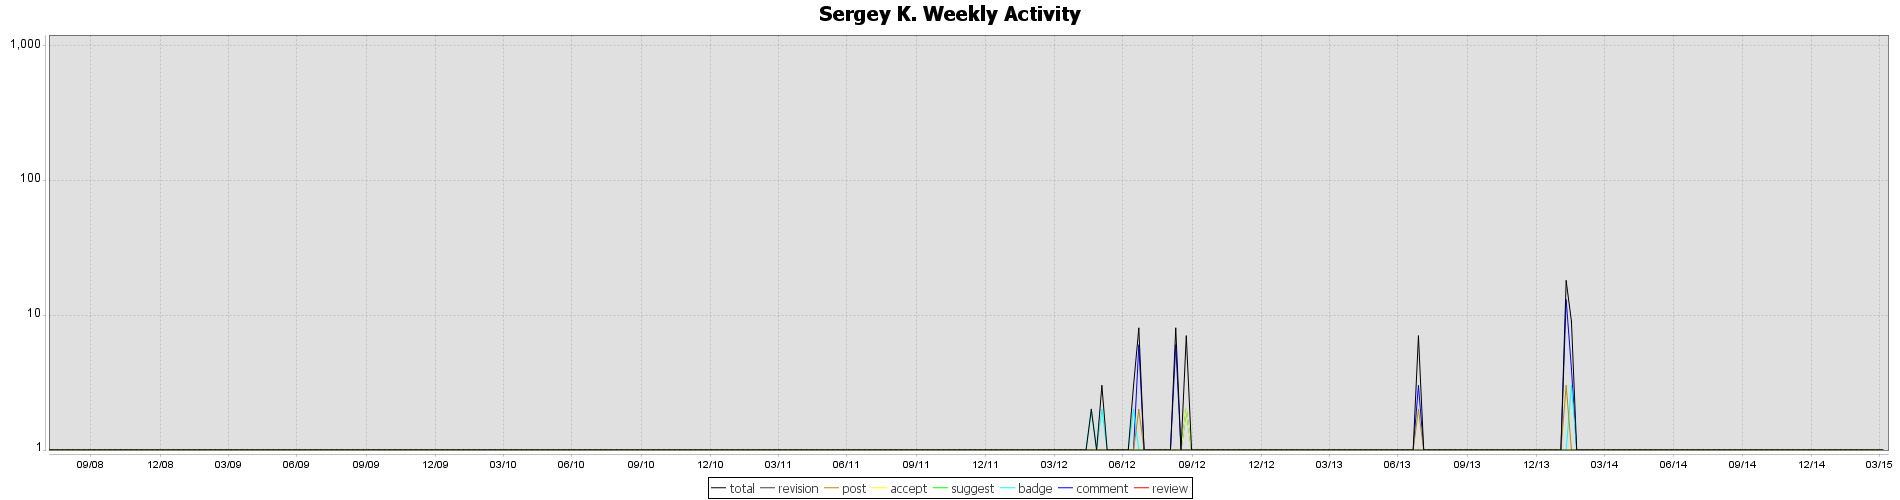 Sergey K. Weekly Activity
1,000
100
10
1
09/08 12/08 03/09 06/09 09/09 12/09 03/10 06/10 09/10 12/10 03/11 06/11 09/11 12/11 03/12 06/12 09/12 12/12 03/13 06/13 09/13 12/13 03/14 06/14 09/14 12/14 03/15
total revision post accept suggest badge comment review